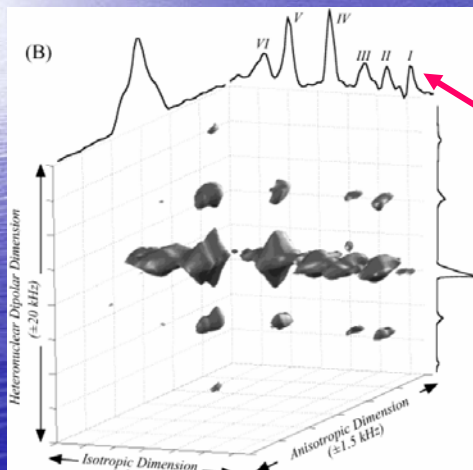 (B)
VI V IV III II I
Heteronuclear Dipolar Dimension
(±20 kHz)
Isotropic Dimension
Anisotropic Dimension
(±1.5 kHz)